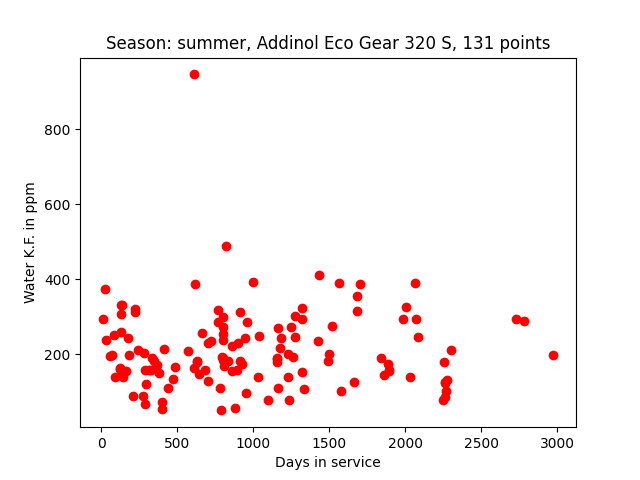 Season: summer, Addinol Eco Gear 320 S, 131 points
Water K.F. in ppm
800
600
400
200
0 500 1000 1500 2000 2500 3000
Days in service